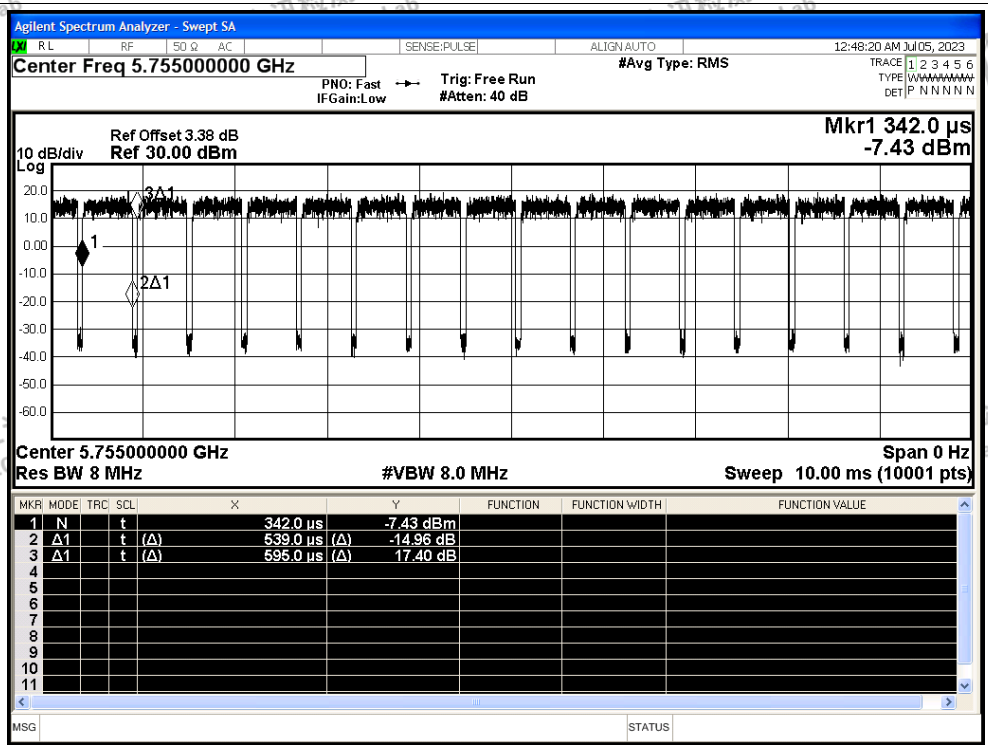 Agilent Spectrum Analyzer - Swept SA
LXI RL RF 50 Ω AC SENSE:PULSE ALIGN AUTO 12:48:20 AM Jul 05, 2023
Center Freq 5.755000000 GHz #Avg Type: RMS TRACE 1 2 3 4 5 6
PNO: Fast Trig: Free Run TYPE WWWWWW
IFGain:Low #Atten: 40 dB DET P N N N N N
Mkr1 342.0 µs
Ref Offset 3.38 dB
10 dB/div Ref 30.00 dBm -7.43 dBm
Log
20.0
3Δ1
10.0
0.00
1
-10.0
2Δ1
-20.0
-30.0
-40.0
-50.0
-60.0
Center 5.755000000 GHz Span 0 Hz
Res BW 8 MHz #VBW 8.0 MHz Sweep 10.00 ms (10001 pts)
MKR MODE TRC SCL X Y FUNCTION FUNCTION WIDTH FUNCTION VALUE
1 N t 342.0 µs -7.43 dBm
2 Δ1 t (Δ) 539.0 µs (Δ) -14.96 dB
3 Δ1 t (Δ) 595.0 µs (Δ) 17.40 dB
4
5
6
7
8
9
10
11
MSG STATUS